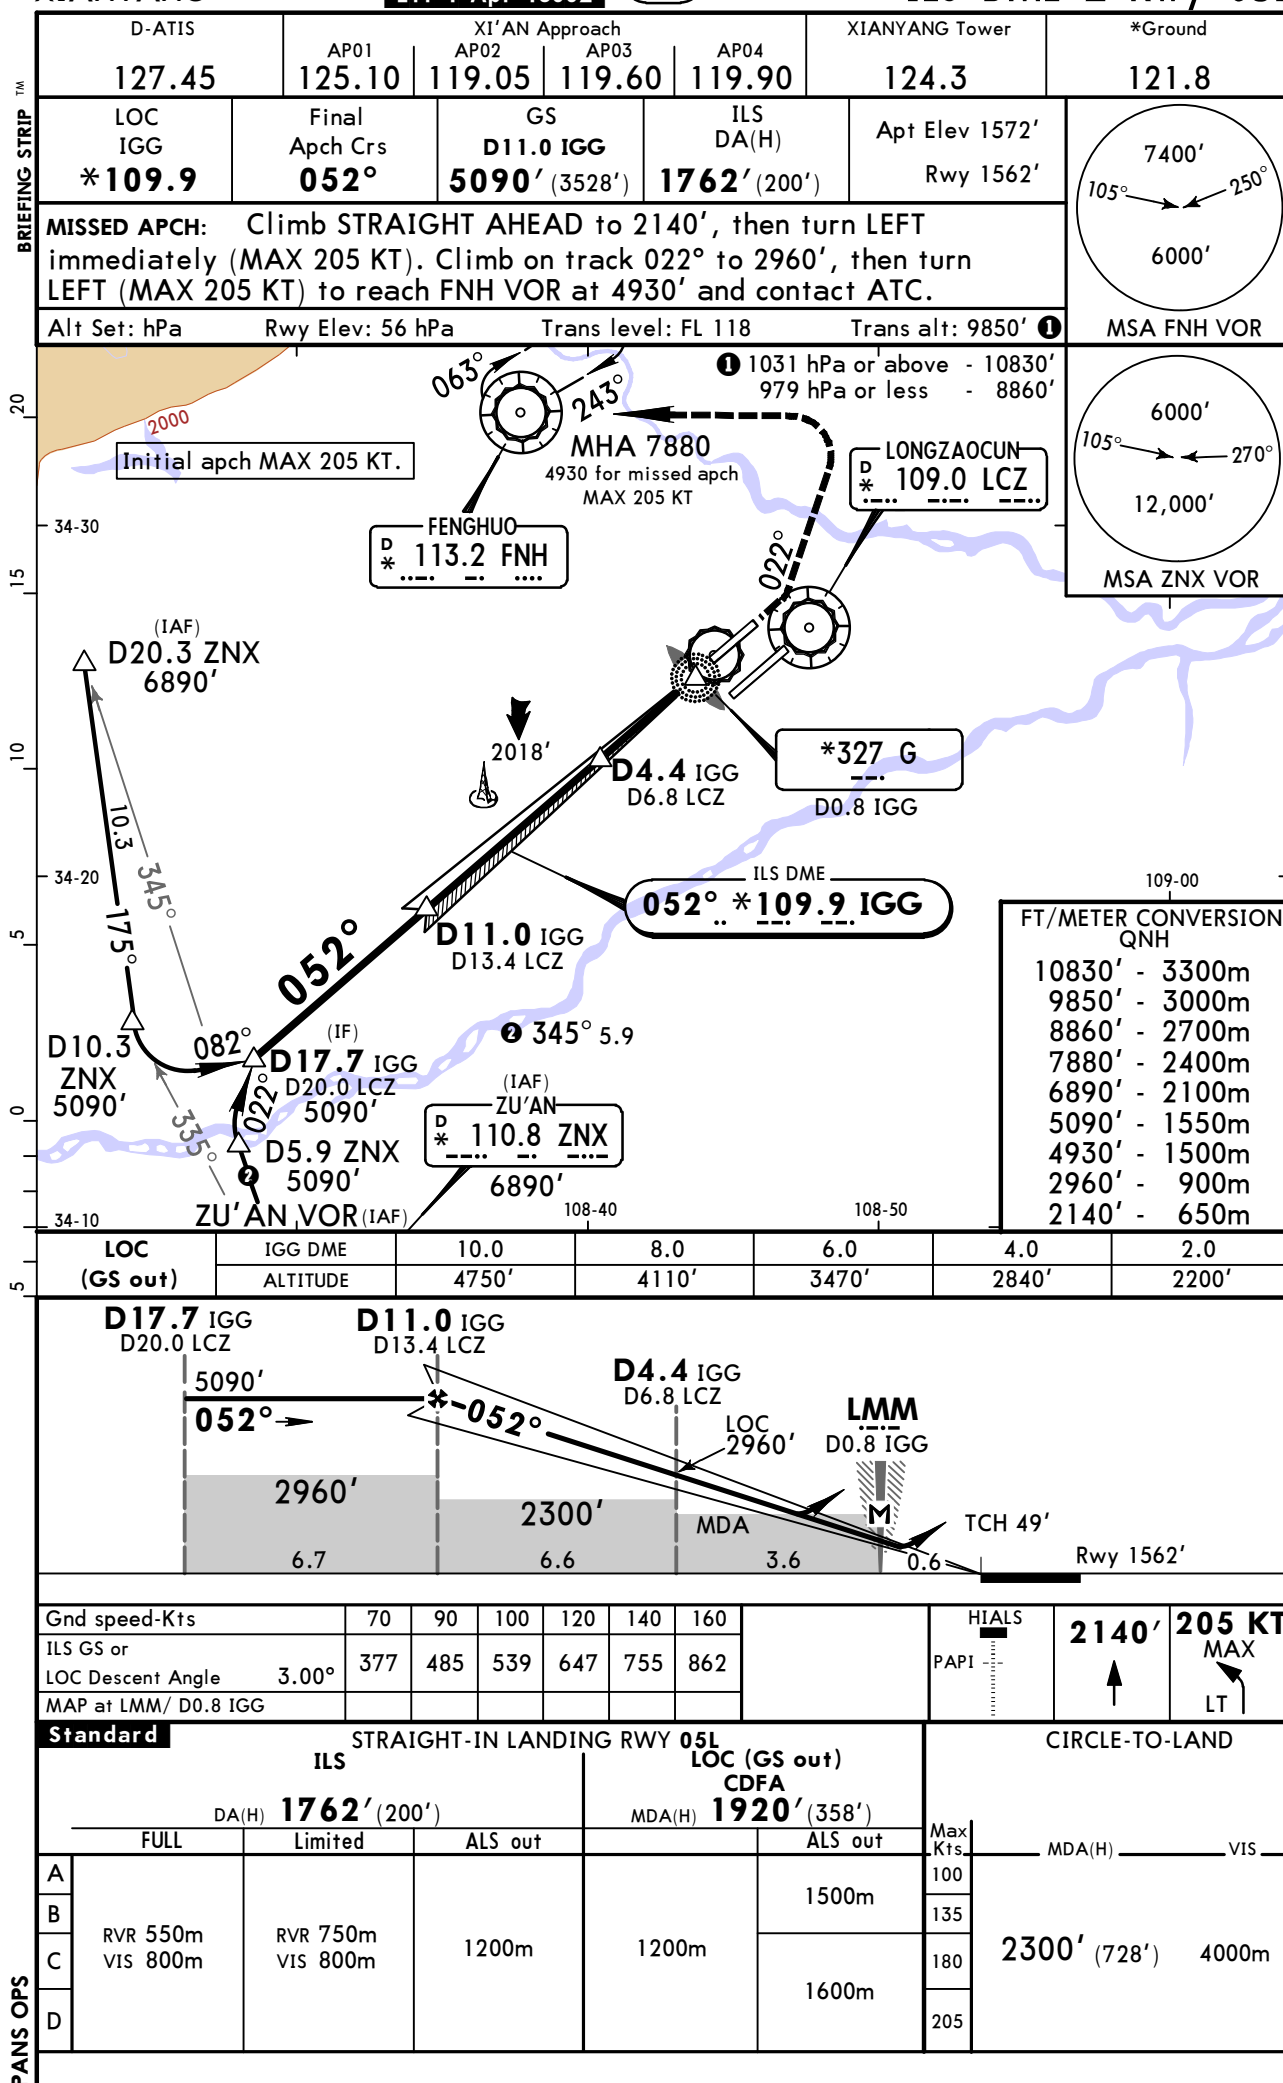 D-ATIS
127.45
XI'AN Approach
AP01 AP02 AP03 AP04
125.10 119.05 119.60 119.90
XIANYANG Tower
124.3
*Ground
121.8
BRIEFING STRIP TM
LOC
IGG
*109.9
Final
Apch Crs
052°
GS
D11.0 IGG
5090' (3528')
ILS
DA(H)
1762' (200')
Apt Elev 1572'
Rwy 1562'
MISSED APCH: Climb STRAIGHT AHEAD to 2140', then turn LEFT
immediately (MAX 205 KT). Climb on track 022° to 2960', then turn
LEFT (MAX 205 KT) to reach FNH VOR at 4930' and contact ATC.
Alt Set: hPa Rwy Elev: 56 hPa Trans level: FL 118 Trans alt: 9850' 1
7400'
105° 250°
6000'
MSA FNH VOR
6000'
105° 270°
12,000'
MSA ZNX VOR
1 1031 hPa or above - 10830'
979 hPa or less - 8860'
063°
243°
2000
Initial apch MAX 205 KT.
MHA 7880
4930 for missed apch
MAX 205 KT
LONGZAOCUN
D
* 109.0 LCZ
FENGHUO
D
* 113.2 FNH
022°
20
15
10
5
0
5
34-30
34-20
34-10
(IAF)
D20.3 ZNX
6890'
2018'
*327 G
D0.8 IGG
D4.4 IGG
D6.8 LCZ
10.3
345°
175°
ILS DME
052° *109.9 IGG
109-00
052°
D11.0 IGG
D13.4 LCZ
FT/METER CONVERSION
QNH
10830' - 3300m
9850' - 3000m
8860' - 2700m
7880' - 2400m
6890' - 2100m
5090' - 1550m
4930' - 1500m
2960' - 900m
2140' - 650m
D10.3
ZNX
5090'
082°
(IF)
D17.7 IGG
D20.0 LCZ
5090'
2 345° 5.9
335°
022°
D5.9 ZNX
5090'
2
(IAF)
ZU'AN
D
* 110.8 ZNX
6890'
ZU'AN VOR (IAF)
108-40
108-50
LOC
(GS out)
IGG DME 10.0 8.0 6.0 4.0 2.0
ALTITUDE 4750' 4110' 3470' 2840' 2200'
D17.7 IGG
D20.0 LCZ
D11.0 IGG
D13.4 LCZ
D4.4 IGG
D6.8 LCZ
LMM
D0.8 IGG
5090'
052°
052°
LOC
2960'
2960'
2300'
MDA
M
TCH 49'
6.7 6.6 3.6 0.6
Rwy 1562'
Gnd speed-Kts 70 90 100 120 140 160
ILS GS or
LOC Descent Angle 3.00° 377 485 539 647 755 862
MAP at LMM/ D0.8 IGG
HIALS
PAPI
2140'
205 KT
MAX
LT
Standard
STRAIGHT-IN LANDING RWY 05L
CIRCLE-TO-LAND
ILS
DA(H) 1762' (200')
LOC (GS out)
CDFA
MDA(H) 1920' (358')
FULL Limited ALS out ALS out
Max
Kts
MDA(H) VIS
A
B
C
D
RVR 550m
VIS 800m
RVR 750m
VIS 800m
1200m
1200m
1500m
1600m
100
135
180
205
2300' (728') 4000m
PANS OPS